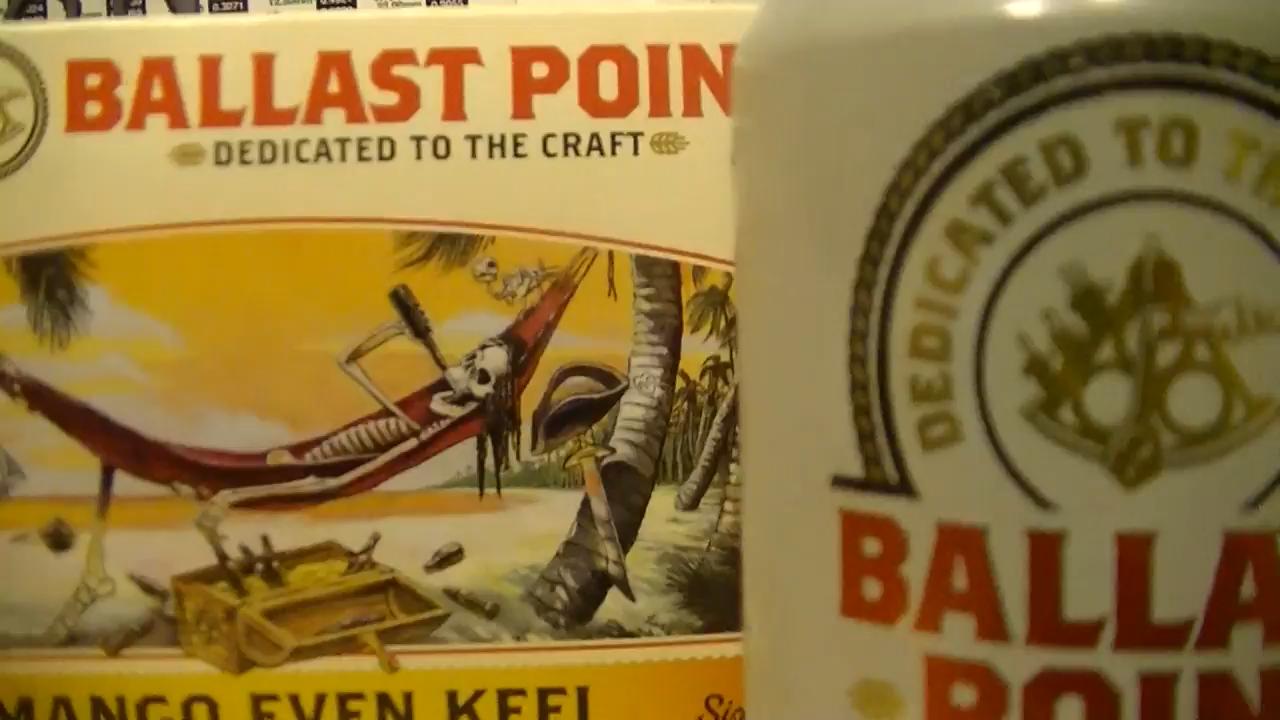 BALLAST POIN
DEDICATED TO THE CRAFT
MANGO EVEN KEEL
DEDICATED TO TH
BALLA
POIN